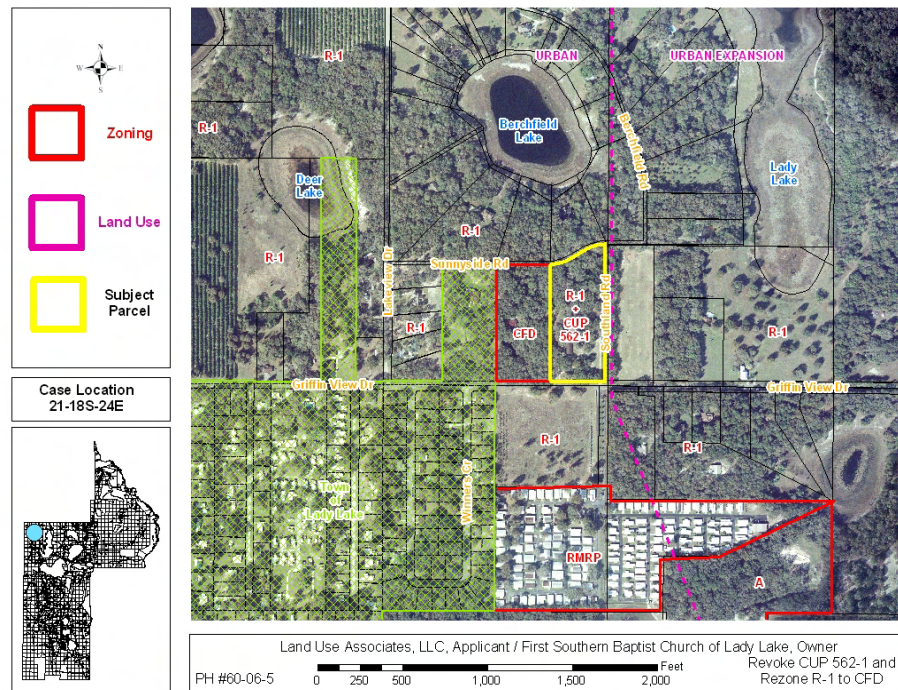 N
W E
S
Zoning
Land Use
Subject
Parcel
Case Location
21-18S-24E
URBAN
URBAN EXPANSION
R-1
R-1
Berchfield
Lake
Berchfield Rd
Lady
Lake
Deer
Lake
R-1
R-1
Lakeview Dr
Sunnyside Rd
R-1
CFD
R-1
+
CUP
562-1
Southland Rd
R-1
Griffin View Dr
Griffin View Dr
R-1
R-1
Town
of
Lady Lake
Winners Cr
RMRP
A
Land Use Associates, LLC, Applicant / First Southern Baptist Church of Lady Lake, Owner
PH #60-06-5
Feet
0 250 500 1,000 1,500 2,000
Revoke CUP 562-1 and
Rezone R-1 to CFD